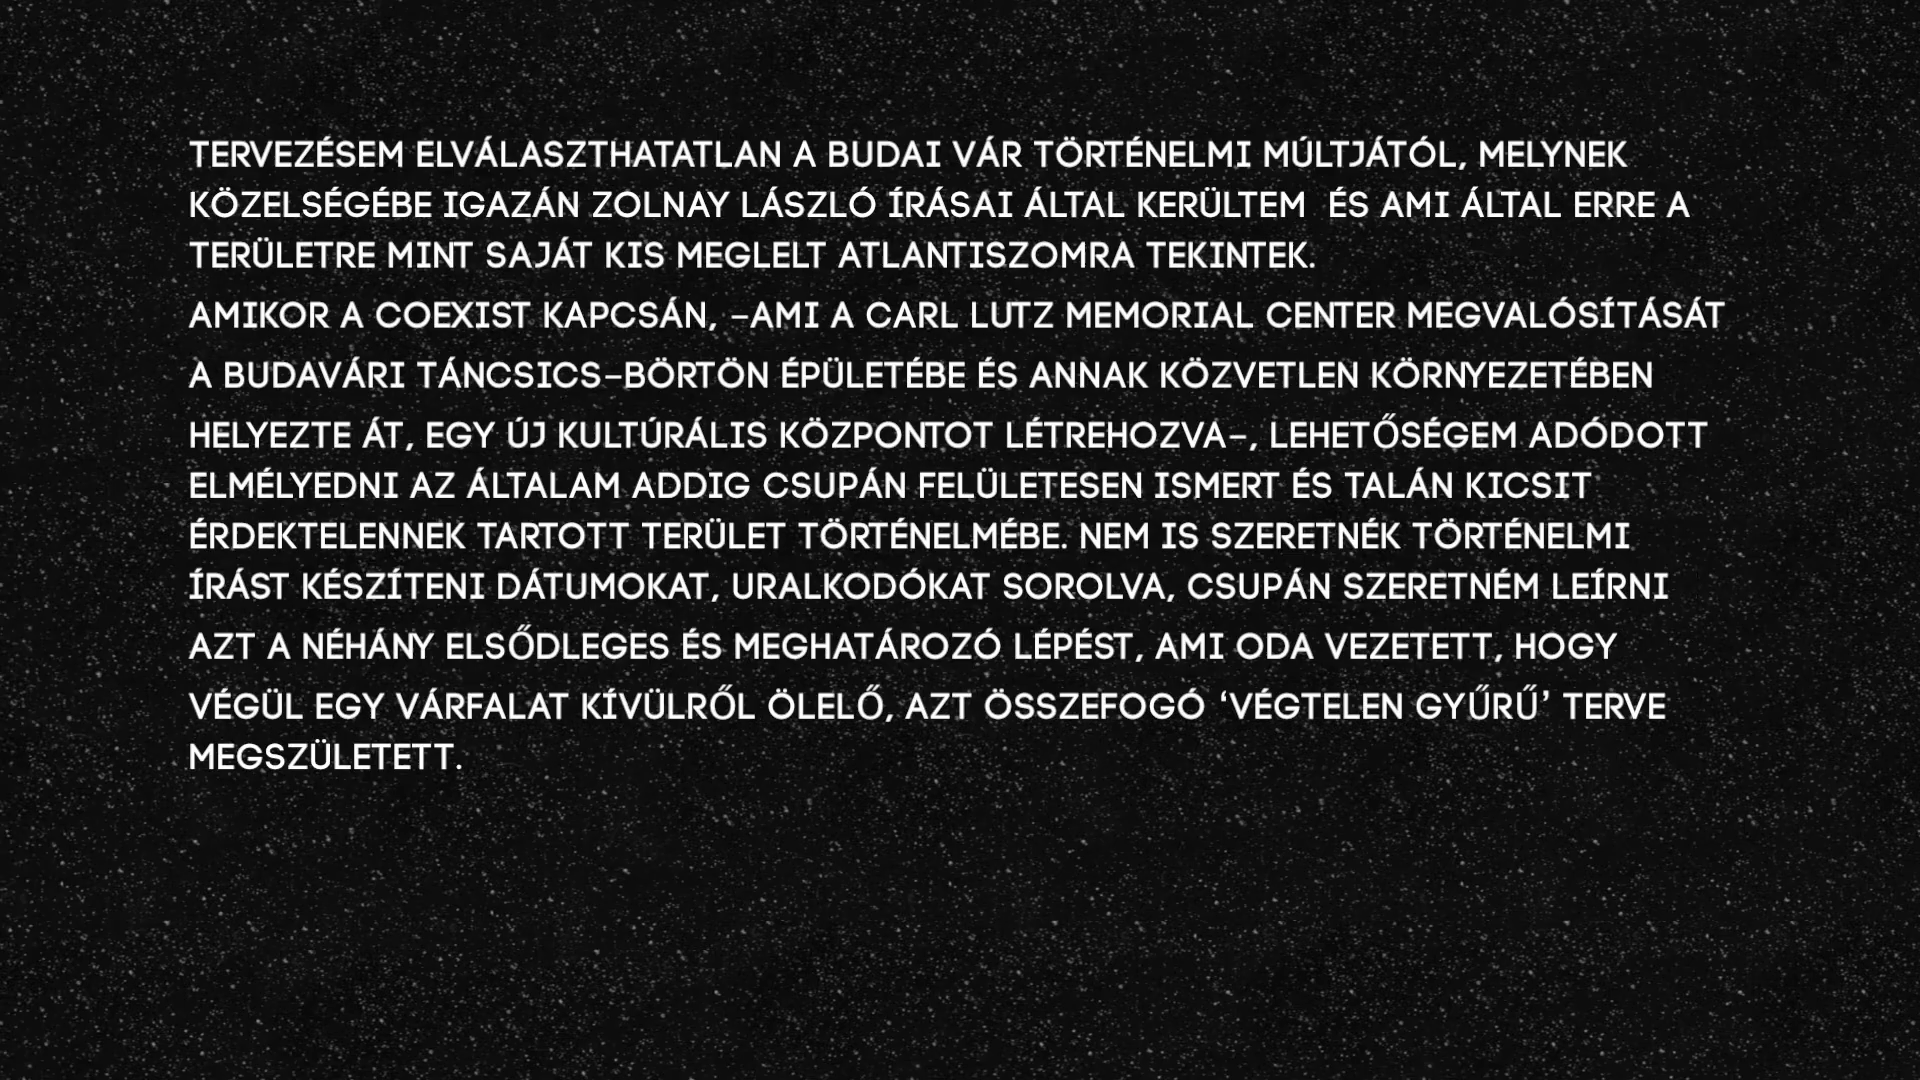 TERVEZÉSEM ELVÁLASZTHATATLAN A BUDAI VÁR TÖRTÉNELMI MÚLTJÁTÓL, MELYNEK
KÖZELSÉGÉBE IGAZÁN ZOLNAY LÁSZLÓ ÍRÁSAI ÁLTAL KERÜLTEM  ÉS AMI ÁLTAL ERRE A
TERÜLETRE MINT SAJÁT KIS MEGLELT ATLANTISZOMRA TEKINTEK.
AMIKOR A COEXIST KAPCSÁN, –AMI A CARL LUTZ MEMORIAL CENTER MEGVALÓSÍTÁSÁT
A BUDAVÁRI TÁNCSICS–BÖRTÖN ÉPÜLETÉBE ÉS ANNAK KÖZVETLEN KÖRNYEZETÉBEN
HELYEZTE ÁT, EGY ÚJ KULTÚRÁLIS KÖZPONTOT LÉTREHOZVA–, LEHETŐSÉGEM ADÓDOTT
ELMÉLYEDNI AZ ÁLTALAM ADDIG CSUPÁN FELÜLETESEN ISMERT ÉS TALÁN KICSIT
ÉRDEKTELENNEK TARTOTT TERÜLET TÖRTÉNELMÉBE. NEM IS SZERETNÉK TÖRTÉNELMI
ÍRÁST KÉSZÍTENI DÁTUMOKAT, URALKODÓKAT SOROLVA, CSUPÁN SZERETNÉM LEÍRNI
AZT A NÉHÁNY ELSŐDLEGES ÉS MEGHATÁROZÓ LÉPÉST, AMI ODA VEZETETT, HOGY
VÉGÜL EGY VÁRFALAT KÍVÜLRŐL ÖLELŐ, AZT ÖSSZEFOGÓ ‘VÉGTELEN GYŰRŰ’ TERVE
MEGSZÜLETETT.